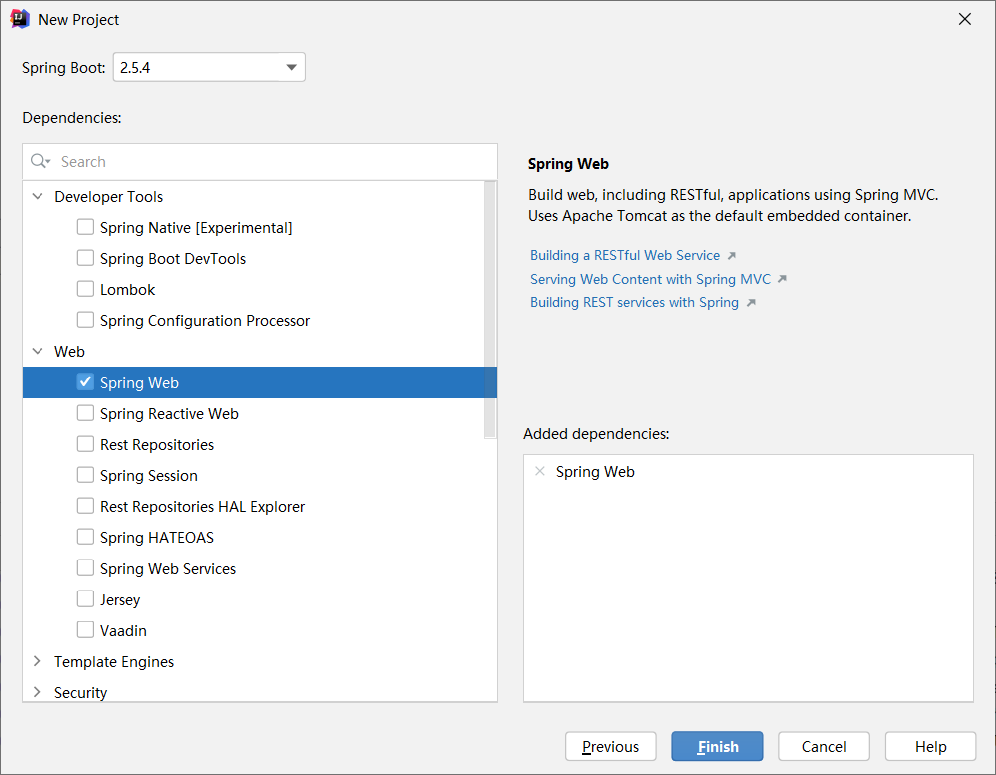 New Project
Spring Boot: 2.5.4
Dependencies:
Search
Developer Tools
Spring Native [Experimental]
Spring Boot DevTools
Lombok
Spring Configuration Processor
Web
Spring Web
Spring Reactive Web
Rest Repositories
Spring Session
Rest Repositories HAL Explorer
Spring HATEOAS
Spring Web Services
Jersey
Vaadin
Template Engines
Security
Spring Web
Build web, including RESTful, applications using Spring MVC.
Uses Apache Tomcat as the default embedded container.
Building a RESTful Web Service
Serving Web Content with Spring MVC
Building REST services with Spring
Added dependencies:
Spring Web
Previous
Finish
Cancel
Help